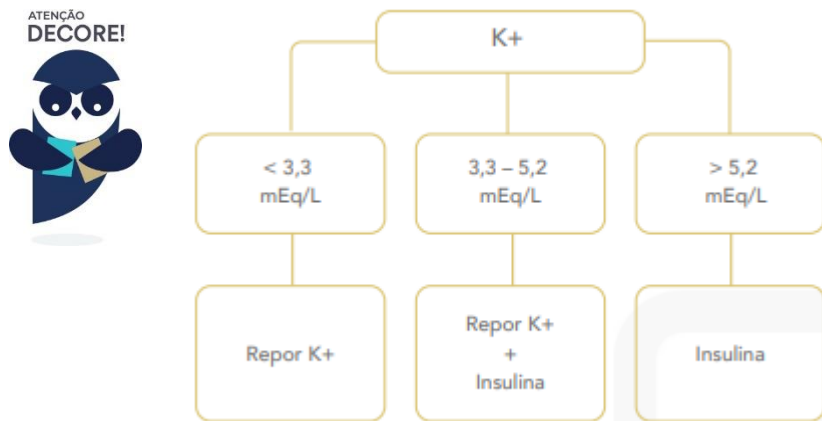 ATENÇÃO
DECORE!
K+
< 3,3
mEq/L
3,3 – 5,2
mEq/L
> 5,2
mEq/L
Repor K+
Repor K+
+
Insulina
Insulina